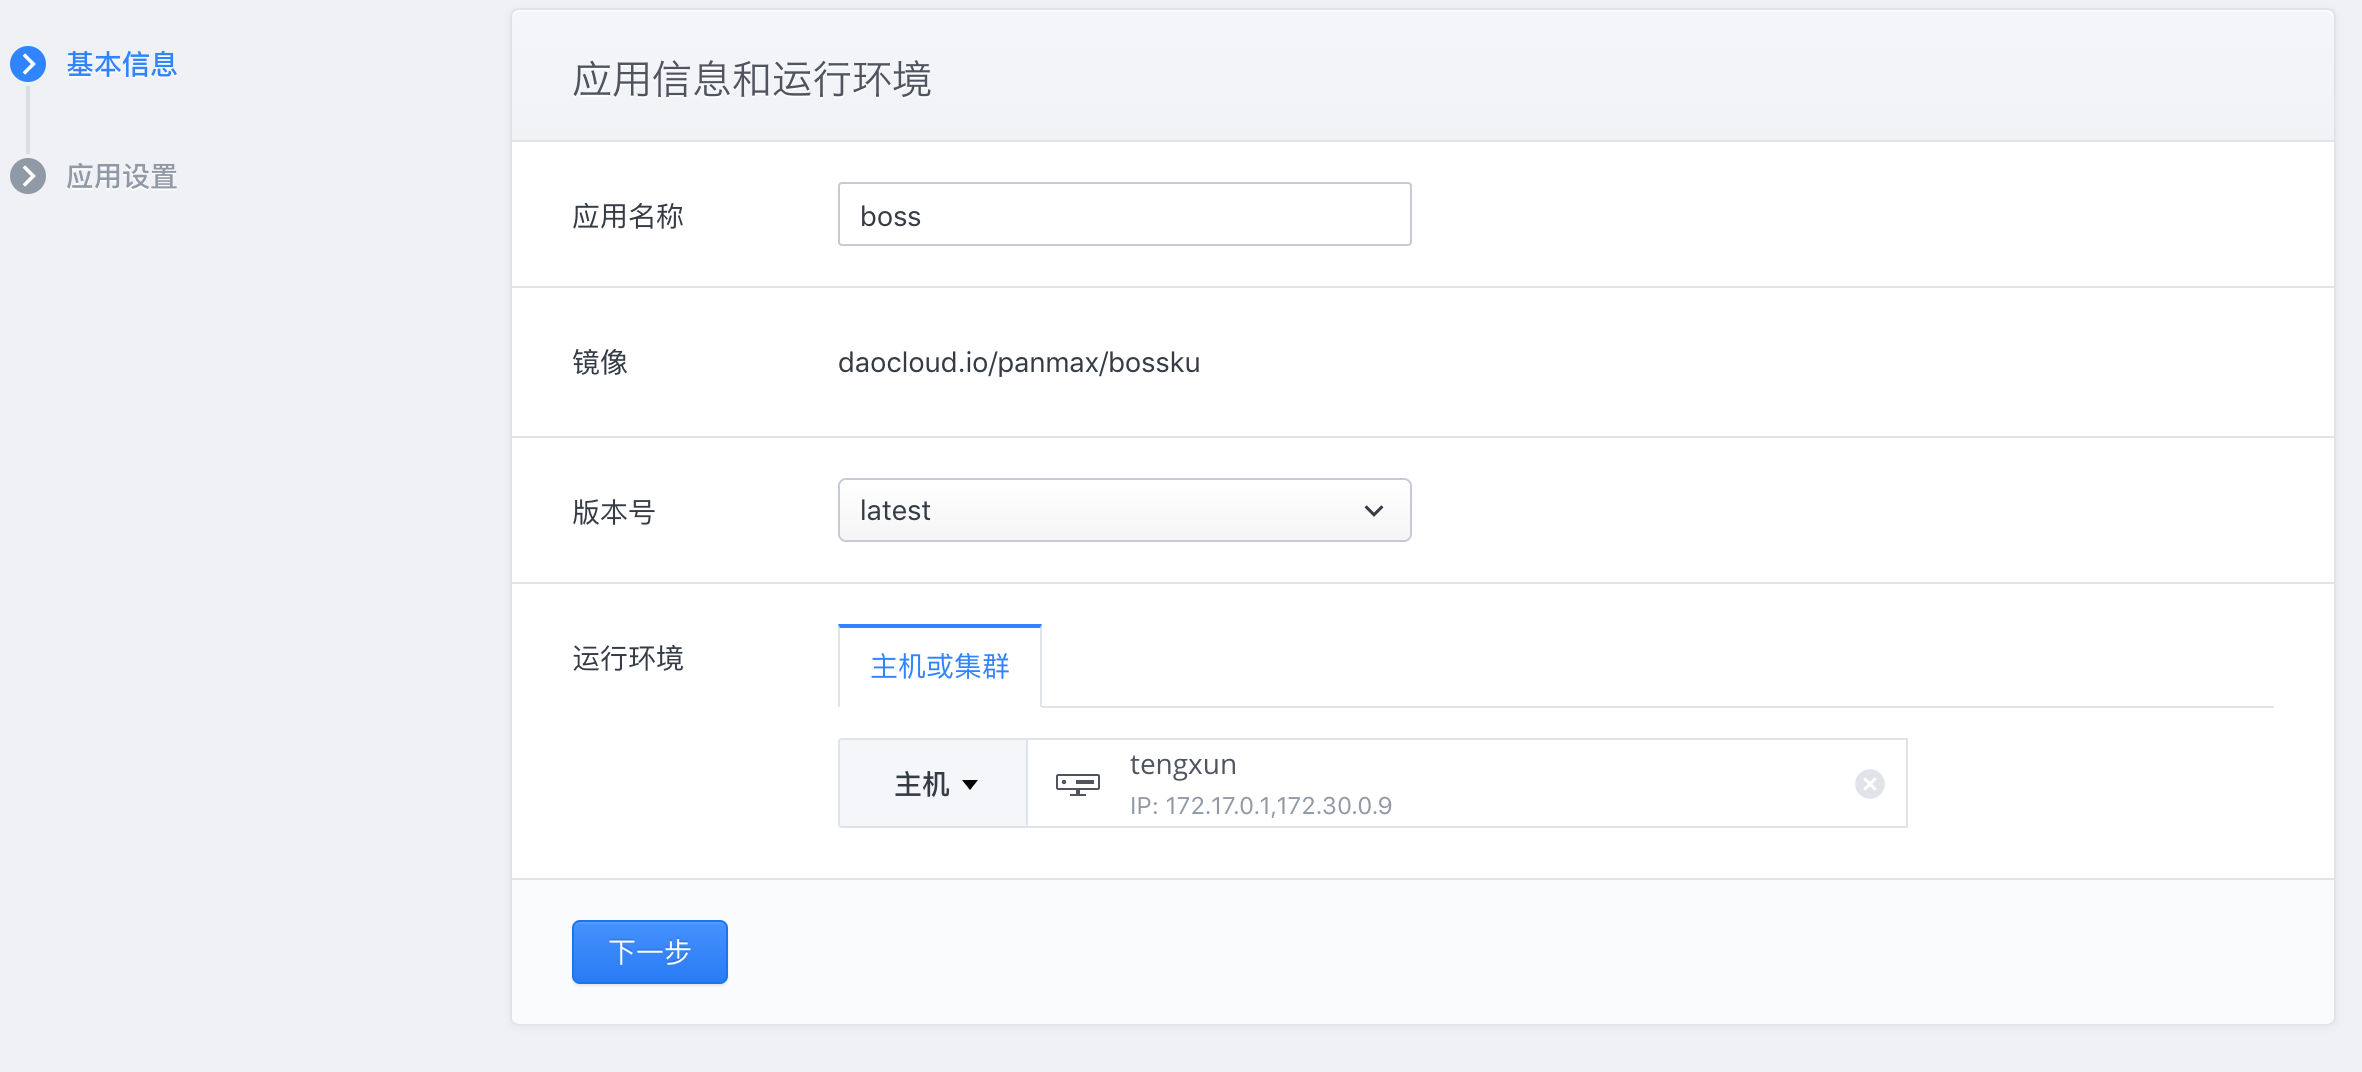 基本信息
应用设置
应用信息和运行环境
应用名称
boss
镜像
daocloud.io/panmax/bossku
版本号
latest
运行环境
主机或集群
主机
tengxun
IP: 172.17.0.1,172.30.0.9
下一步